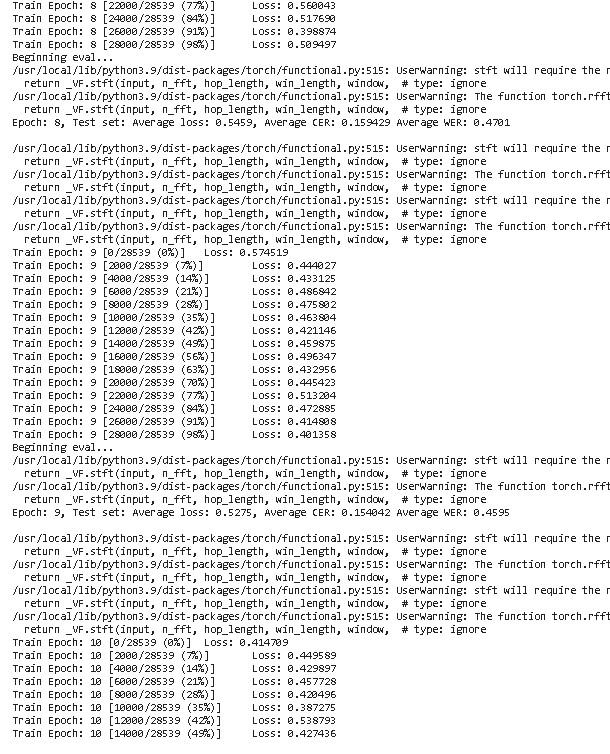 Train Epoch: 8 [22000/28539 (77%)]	Loss: 0.560043
Train Epoch: 8 [24000/28539 (84%)]	Loss: 0.517690
Train Epoch: 8 [26000/28539 (91%)]	Loss: 0.398874
Train Epoch: 8 [28000/28539 (98%)]	Loss: 0.509497
Beginning eval...
/usr/local/lib/python3.9/dist-packages/torch/functional.py:515: UserWarning: stft will require the
  return _VF.stft(input, n_fft, hop_length, win_length, window,  # type: ignore
/usr/local/lib/python3.9/dist-packages/torch/functional.py:515: UserWarning: The function torch.rfft
  return _VF.stft(input, n_fft, hop_length, win_length, window,  # type: ignore
Epoch: 8, Test set: Average loss: 0.5459, Average CER: 0.159429 Average WER: 0.4701
/usr/local/lib/python3.9/dist-packages/torch/functional.py:515: UserWarning: stft will require the
  return _VF.stft(input, n_fft, hop_length, win_length, window,  # type: ignore
/usr/local/lib/python3.9/dist-packages/torch/functional.py:515: UserWarning: The function torch.rfft
  return _VF.stft(input, n_fft, hop_length, win_length, window,  # type: ignore
/usr/local/lib/python3.9/dist-packages/torch/functional.py:515: UserWarning: stft will require the
  return _VF.stft(input, n_fft, hop_length, win_length, window,  # type: ignore
/usr/local/lib/python3.9/dist-packages/torch/functional.py:515: UserWarning: The function torch.rfft
  return _VF.stft(input, n_fft, hop_length, win_length, window,  # type: ignore
Train Epoch: 9 [0/28539 (0%)]	Loss: 0.574519
Train Epoch: 9 [2000/28539 (7%)]	Loss: 0.444027
Train Epoch: 9 [4000/28539 (14%)]	Loss: 0.433125
Train Epoch: 9 [6000/28539 (21%)]	Loss: 0.486842
Train Epoch: 9 [8000/28539 (28%)]	Loss: 0.475802
Train Epoch: 9 [10000/28539 (35%)]	Loss: 0.463804
Train Epoch: 9 [12000/28539 (42%)]	Loss: 0.421146
Train Epoch: 9 [14000/28539 (49%)]	Loss: 0.459875
Train Epoch: 9 [16000/28539 (56%)]	Loss: 0.496347
Train Epoch: 9 [18000/28539 (63%)]	Loss: 0.432956
Train Epoch: 9 [20000/28539 (70%)]	Loss: 0.445423
Train Epoch: 9 [22000/28539 (77%)]	Loss: 0.513204
Train Epoch: 9 [24000/28539 (84%)]	Loss: 0.472885
Train Epoch: 9 [26000/28539 (91%)]	Loss: 0.414808
Train Epoch: 9 [28000/28539 (98%)]	Loss: 0.401358
Beginning eval...
/usr/local/lib/python3.9/dist-packages/torch/functional.py:515: UserWarning: stft will require the
  return _VF.stft(input, n_fft, hop_length, win_length, window,  # type: ignore
/usr/local/lib/python3.9/dist-packages/torch/functional.py:515: UserWarning: The function torch.rfft
  return _VF.stft(input, n_fft, hop_length, win_length, window,  # type: ignore
Epoch: 9, Test set: Average loss: 0.5275, Average CER: 0.154042 Average WER: 0.4595
/usr/local/lib/python3.9/dist-packages/torch/functional.py:515: UserWarning: stft will require the
  return _VF.stft(input, n_fft, hop_length, win_length, window,  # type: ignore
/usr/local/lib/python3.9/dist-packages/torch/functional.py:515: UserWarning: The function torch.rfft
  return _VF.stft(input, n_fft, hop_length, win_length, window,  # type: ignore
/usr/local/lib/python3.9/dist-packages/torch/functional.py:515: UserWarning: stft will require the
  return _VF.stft(input, n_fft, hop_length, win_length, window,  # type: ignore
/usr/local/lib/python3.9/dist-packages/torch/functional.py:515: UserWarning: The function torch.rfft
  return _VF.stft(input, n_fft, hop_length, win_length, window,  # type: ignore
Train Epoch: 10 [0/28539 (0%)]	Loss: 0.414709
Train Epoch: 10 [2000/28539 (7%)]	Loss: 0.449589
Train Epoch: 10 [4000/28539 (14%)]	Loss: 0.429897
Train Epoch: 10 [6000/28539 (21%)]	Loss: 0.457728
Train Epoch: 10 [8000/28539 (28%)]	Loss: 0.420496
Train Epoch: 10 [10000/28539 (35%)]	Loss: 0.387275
Train Epoch: 10 [12000/28539 (42%)]	Loss: 0.538793
Train Epoch: 10 [14000/28539 (49%)]	Loss: 0.427436